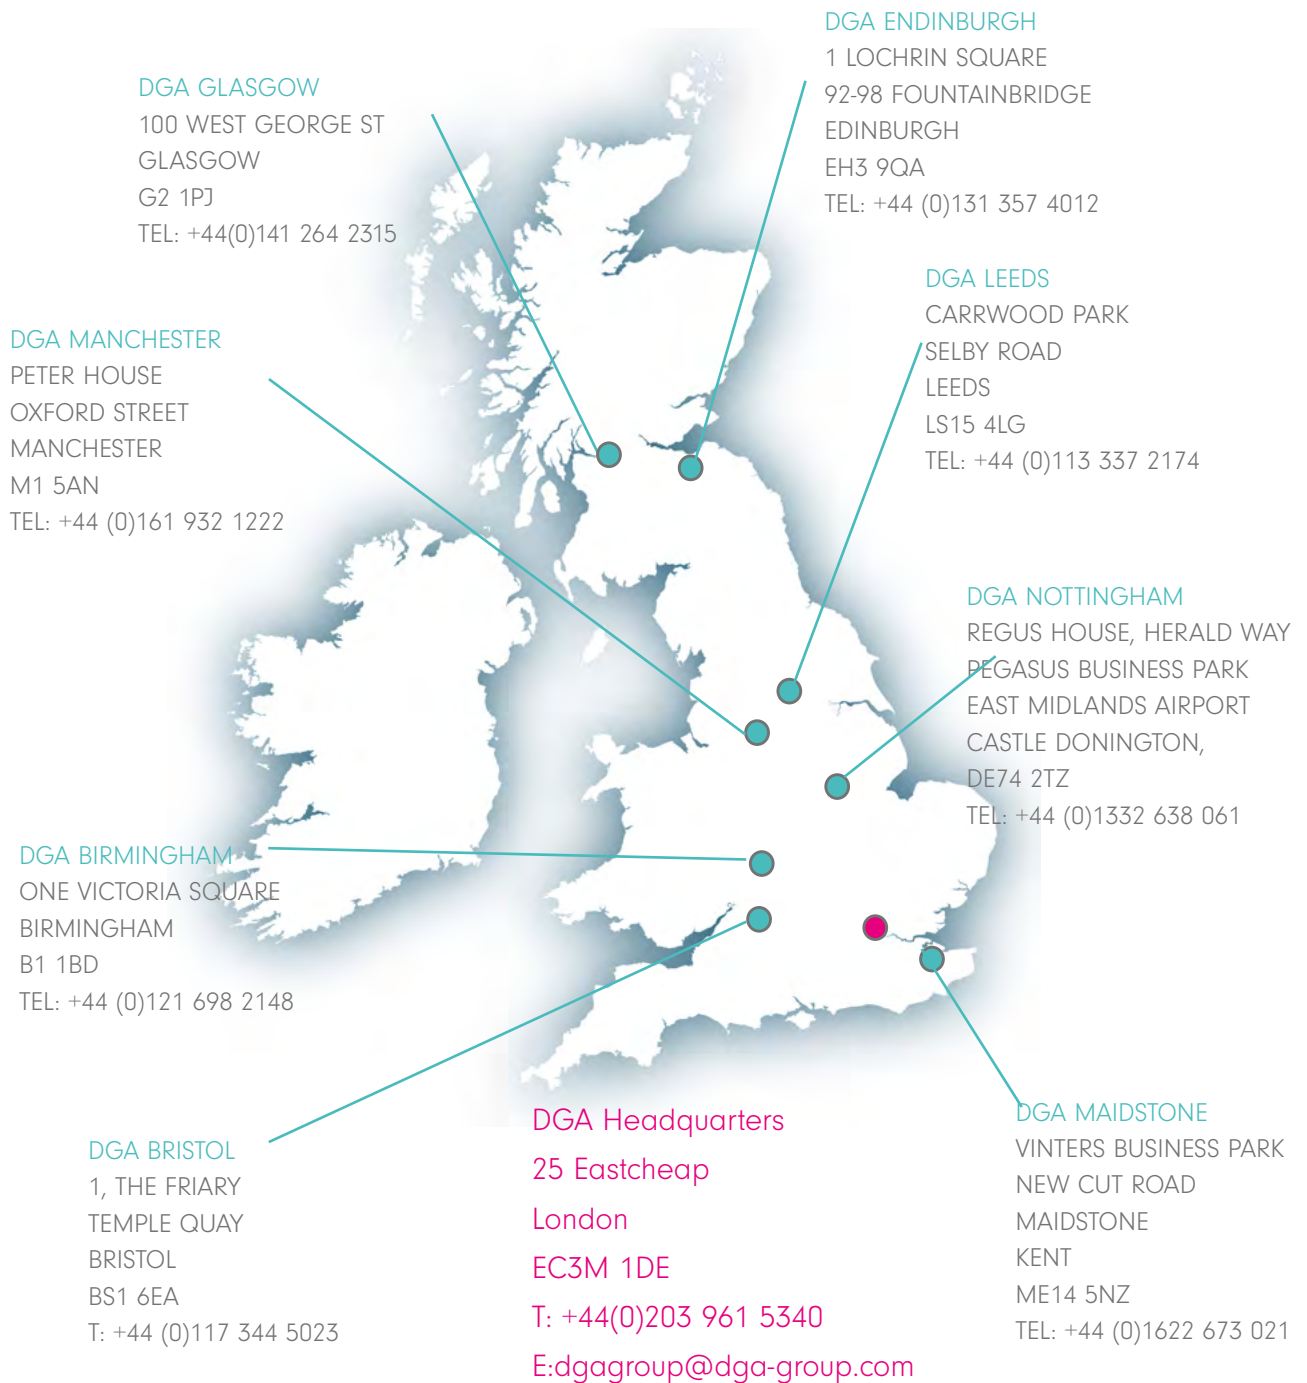 DGA ENDINBURGH
1 LOCHRIN SQUARE
92-98 FOUNTAINBRIDGE
EDINBURGH
EH3 9QA
TEL: +44 (0)131 357 4012
DGA GLASGOW
100 WEST GEORGE ST
GLASGOW
G2 1PJ
TEL: +44(0)141 264 2315
DGA LEEDS
CARRWOOD PARK
SELBY ROAD
LEEDS
LS15 4LG
TEL: +44 (0)113 337 2174
DGA MANCHESTER
PETER HOUSE
OXFORD STREET
MANCHESTER
M1 5AN
TEL: +44 (0)161 932 1222
DGA NOTTINGHAM
REGUS HOUSE, HERALD WAY
PEGASUS BUSINESS PARK
EAST MIDLANDS AIRPORT
CASTLE DONINGTON,
DE74 2TZ
TEL: +44 (0)1332 638 061
DGA BIRMINGHAM
ONE VICTORIA SQUARE
BIRMINGHAM
B1 1BD
TEL: +44 (0)121 698 2148
DGA BRISTOL
1, THE FRIARY
TEMPLE QUAY
BRISTOL
BS1 6EA
T: +44 (0)117 344 5023
DGA Headquarters
25 Eastcheap
London
EC3M 1DE
T: +44(0)203 961 5340
E:dgagroup@dga-group.com
DGA MAIDSTONE
VINTERS BUSINESS PARK
NEW CUT ROAD
MAIDSTONE
KENT
ME14 5NZ
TEL: +44 (0)1622 673 021